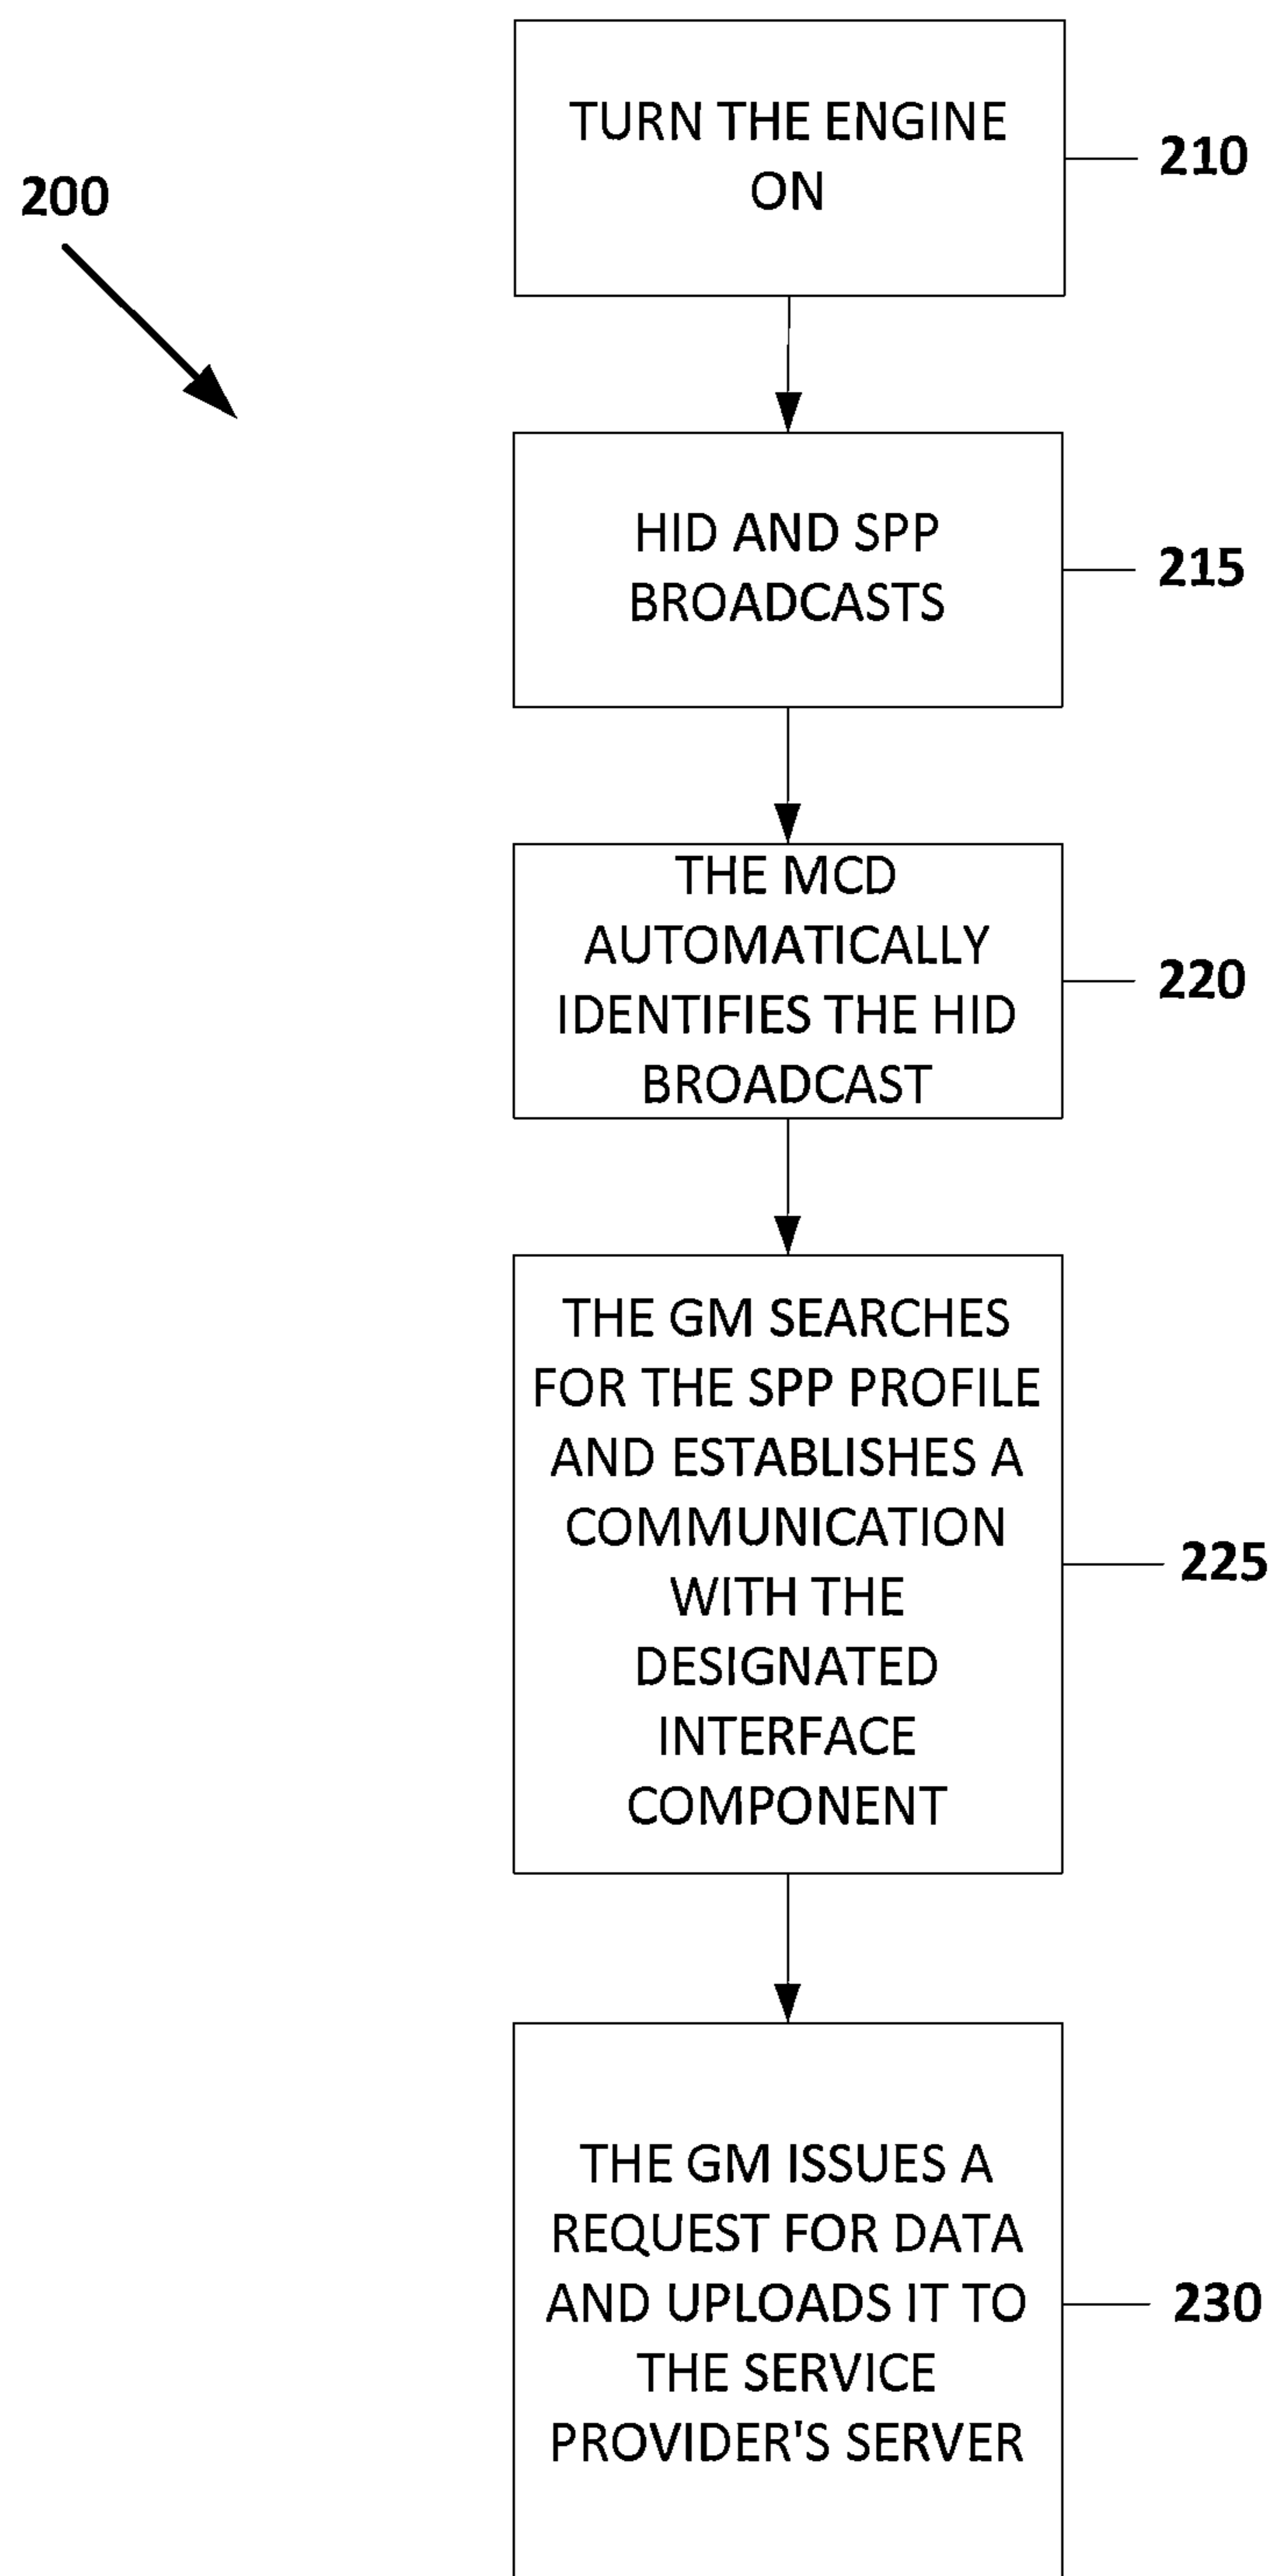 200
TURN THE ENGINE
ON
210
HID AND SPP
BROADCASTS
215
THE MCD
AUTOMATICALLY
IDENTIFIES THE HID
BROADCAST
220
THE GM SEARCHES
FOR THE SPP PROFILE
AND ESTABLISHES A
COMMUNICATION
WITH THE
DESIGNATED
INTERFACE
COMPONENT
225
THE GM ISSUES A
REQUEST FOR DATA
AND UPLOADS IT TO
THE SERVICE
PROVIDER'S SERVER
230